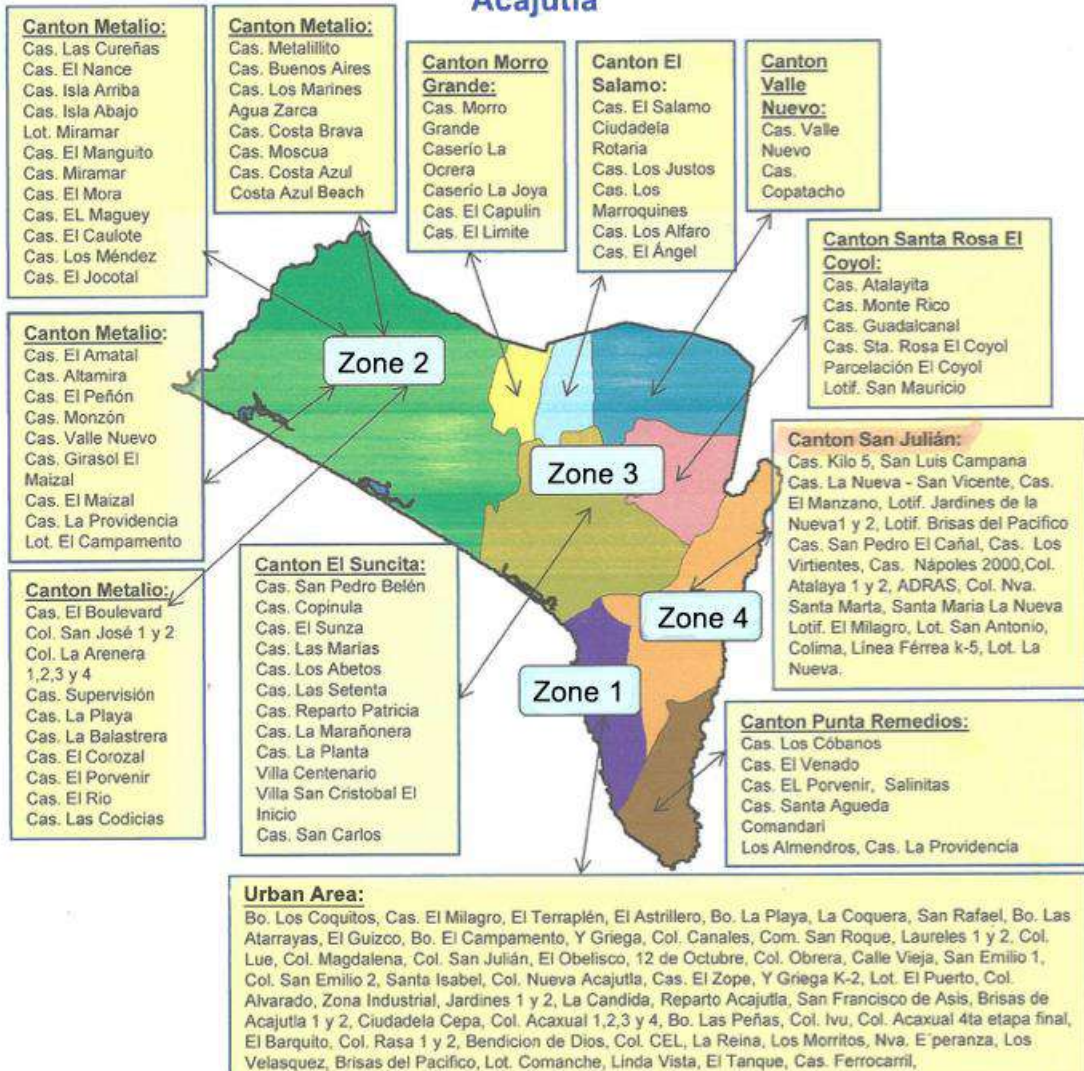 Acajutla
Canton Metalio:
Cas. Las Cureñas
Cas. El Nance
Cas. Isla Arriba
Cas. Isla Abajo
Lot. Miramar
Cas. El Manguito
Cas. Miramar
Cas. El Mora
Cas. EL Maguey
Cas. El Caulote
Cas. Los Méndez
Cas. El Jocotal
Canton Metalio:
Cas. Metalillito
Cas. Buenos Aires
Cas. Los Marines
Agua Zarca
Cas. Costa Brava
Cas. Moscua
Cas. Costa Azul
Costa Azul Beach
Canton Morro
Grande:
Cas. Morro
Grande
Caserío La
Ocrera
Caserío La Joya
Cas. El Capulin
Cas. El Limite
Canton El
Salamo:
Cas. El Salamo
Ciudadela
Rotaria
Cas. Los Justos
Cas. Los
Marroquines
Cas. Los Alfaro
Cas. El Ángel
Canton
Valle
Nuevo:
Cas. Valle
Nuevo
Cas.
Copatacho
Canton Santa Rosa El
Coyol:
Cas. Atalayita
Cas. Monte Rico
Cas. Guadalcanal
Cas. Sta. Rosa El Coyol
Parcelación El Coyol
Lotif. San Mauricio
Canton Metalio:
Cas. El Amatal
Cas. Altamira
Cas. El Peñón
Cas. Monzón
Cas. Valle Nuevo
Cas. Girasol El
Maizal
Cas. El Maizal
Cas. La Providencia
Lot. El Campamento
Zone 2
Zone 3
Zone 4
Zone 1
Canton San Julián:
Cas. Kilo 5, San Luis Campana
Cas. La Nueva - San Vicente, Cas.
El Manzano, Lotif. Jardines de la
Nueva1 y 2, Lotif. Brisas del Pacifico
Cas. San Pedro El Cañal, Cas. Los
Virtientes, Cas. Nápoles 2000,Col.
Atalaya 1 y 2, ADRAS, Col. Nva.
Santa Marta, Santa Maria La Nueva
Lotif. El Milagro, Lot. San Antonio,
Colima, Línea Férrea k-5, Lot. La
Nueva.
Canton Metalio:
Cas. El Boulevard
Col. San José 1 y 2
Col. La Arenera
1,2,3 y 4
Cas. Supervisión
Cas. La Playa
Cas. La Balastrera
Cas. El Corozal
Cas. El Porvenir
Cas. El Rio
Cas. Las Codicias
Canton El Suncita:
Cas. San Pedro Belén
Cas. Copinula
Cas. El Sunza
Cas. Las Marías
Cas. Los Abetos
Cas. Las Setenta
Cas. Reparto Patricia
Cas. La Marañonera
Cas. La Planta
Villa Centenario
Villa San Cristobal El
Inicio
Cas. San Carlos
Canton Punta Remedios:
Cas. Los Cóbanos
Cas. El Venado
Cas. EL Porvenir, Salinitas
Cas. Santa Agueda
Comandari
Los Almendros, Cas. La Providencia
Urban Area:
Bo. Los Coquitos, Cas. El Milagro, El Terraplén, El Astrillero, Bo. La Playa, La Coquera, San Rafael, Bo. Las
Atarrayas, El Guizco, Bo. El Campamento, Y Griega, Col. Canales, Com. San Roque, Laureles 1 y 2, Col.
Lue, Col. Magdalena, Col. San Julián, El Obelisco, 12 de Octubre, Col. Obrera, Calle Vieja, San Emilio 1,
Col. San Emilio 2, Santa Isabel, Col. Nueva Acajutla, Cas. El Zope, Y Griega K-2, Lot. El Puerto, Col.
Alvarado, Zona Industrial, Jardines 1 y 2, La Candida, Reparto Acajutla, San Francisco de Asis, Brisas de
Acajutla 1 y 2, Ciudadela Cepa, Col. Acaxual 1,2,3 y 4, Bo. Las Peñas, Col. Ivu, Col. Acaxual 4ta etapa final,
El Barquito, Col. Rasa 1 y 2, Bendicion de Dios, Col. CEL, La Reina, Los Morritos, Nva. E peranza, Los
Velasquez, Brisas del Pacifico, Lot. Comanche, Linda Vista, El Tanque, Cas. Ferrocarril,